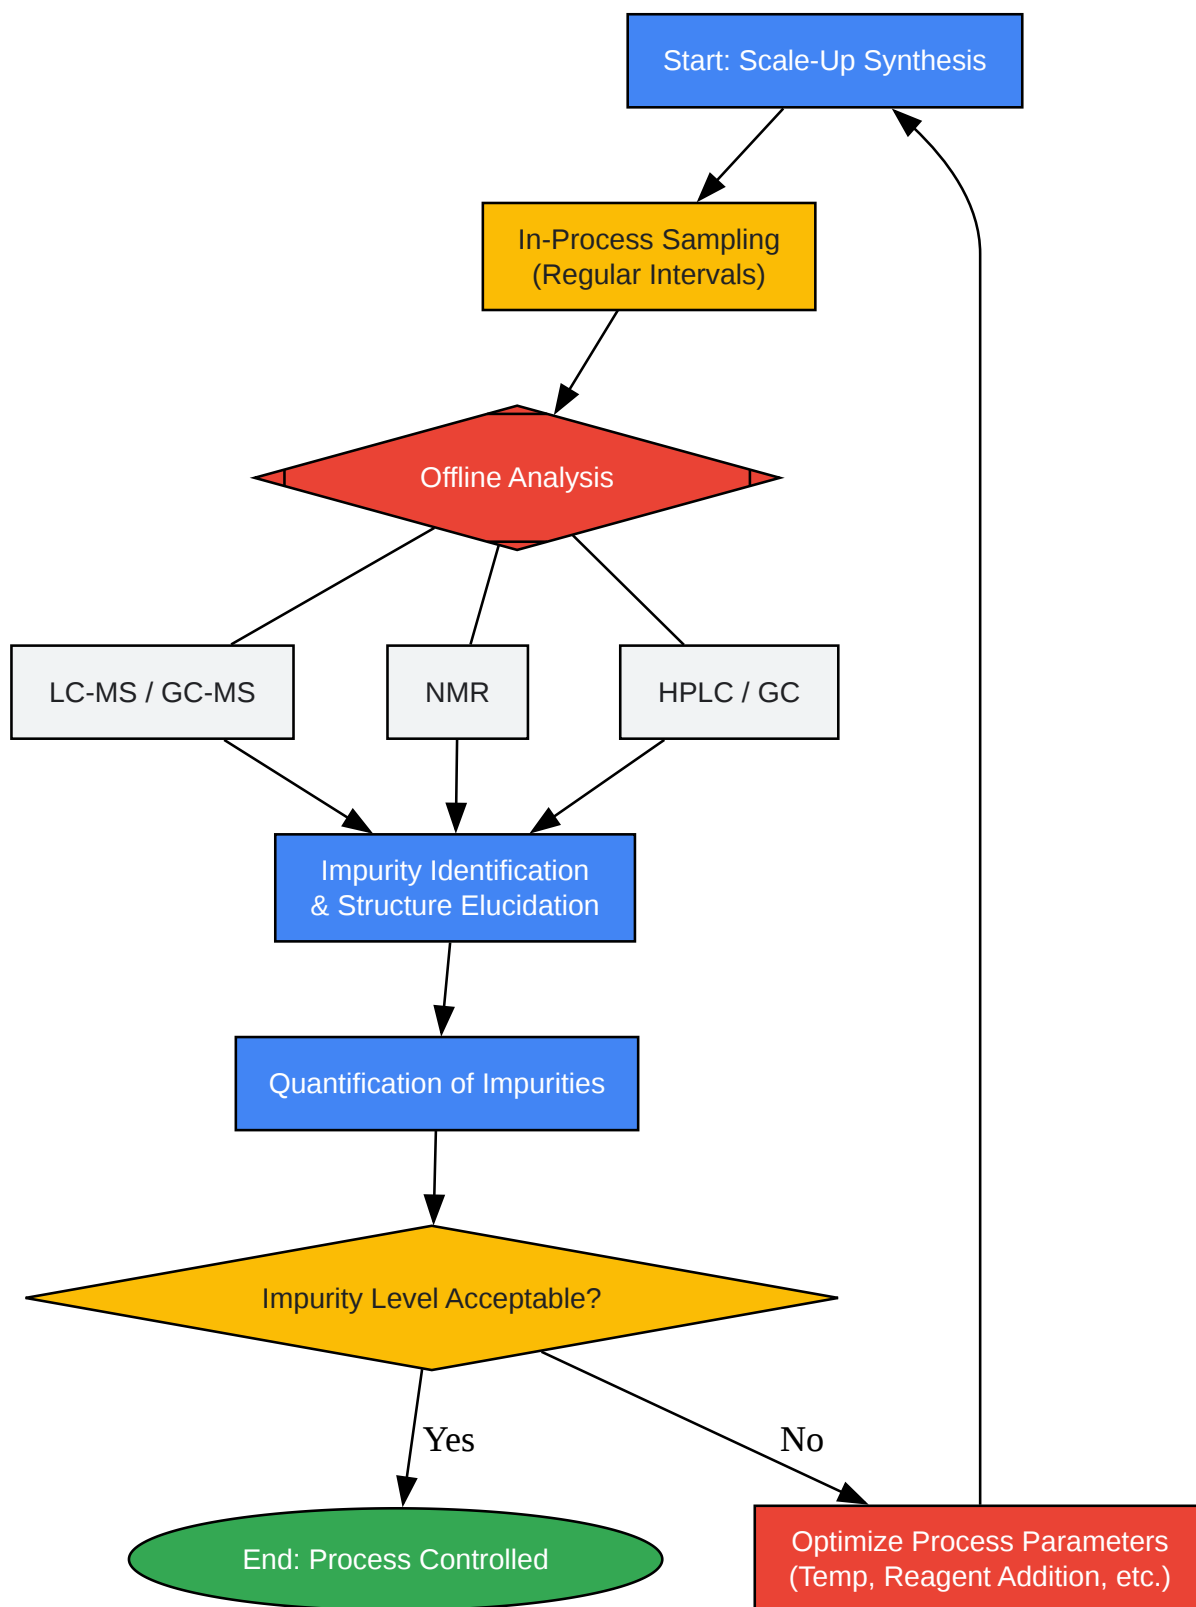 Start: Scale-Up Synthesis
In-Process Sampling
(Regular Intervals)
Offline Analysis
LC-MS / GC-MS
NMR
HPLC / GC
Impurity Identification
& Structure Elucidation
Quantification of Impurities
Impurity Level Acceptable?
Yes
No
End: Process Controlled
Optimize Process Parameters
(Temp, Reagent Addition, etc.)